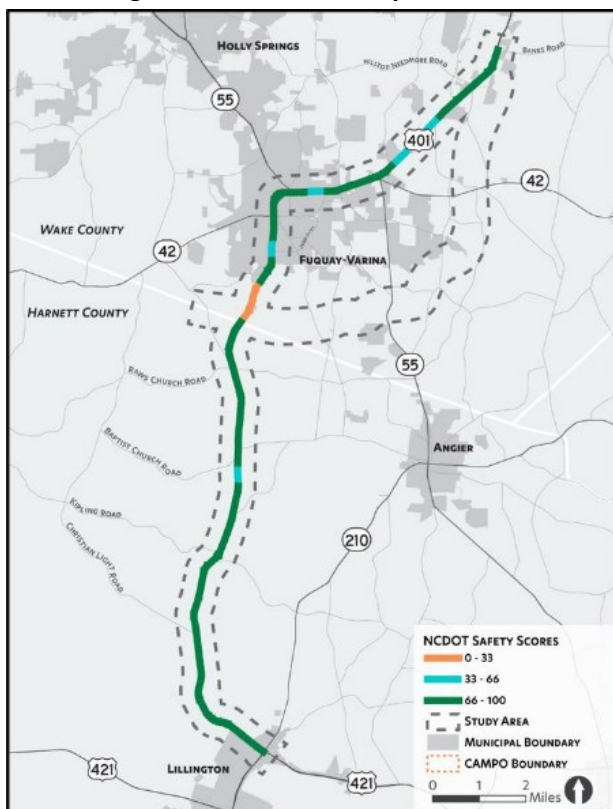 HOLLY SPRINGS
HILLTOP NEEDMORE ROAD
BANKS ROAD
55
401
42
WAKE COUNTY
42
FUQUAY-VARINA
HARNETT COUNTY
RAWS CHURCH ROAD
55
ANGIER
BAPTIST CHURCH ROAD
KIPLING ROAD
CHRISTIAN LIGHT ROAD
210
NCDOT SAFETY SCORES
0 - 33
33 - 66
66 - 100
STUDY AREA
MUNICIPAL BOUNDARY
CAMPO BOUNDARY
0 1 2
Miles
421
LILLINGTON
421